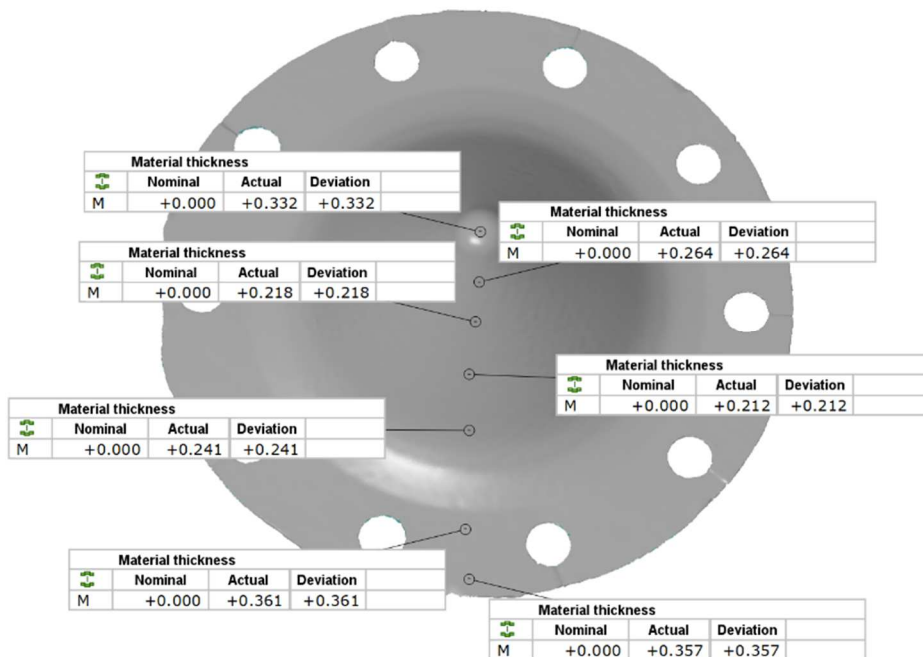 Material thickness
Nominal Actual Deviation
M +0.000 +0.332 +0.332
Material thickness
Nominal Actual Deviation
M +0.000 +0.264 +0.264
Material thickness
Nominal Actual Deviation
M +0.000 +0.218 +0.218
Material thickness
Nominal Actual Deviation
M +0.000 +0.212 +0.212
Material thickness
Nominal Actual Deviation
M +0.000 +0.241 +0.241
Material thickness
Nominal Actual Deviation
M +0.000 +0.361 +0.361
Material thickness
Nominal Actual Deviation
M +0.000 +0.357 +0.357